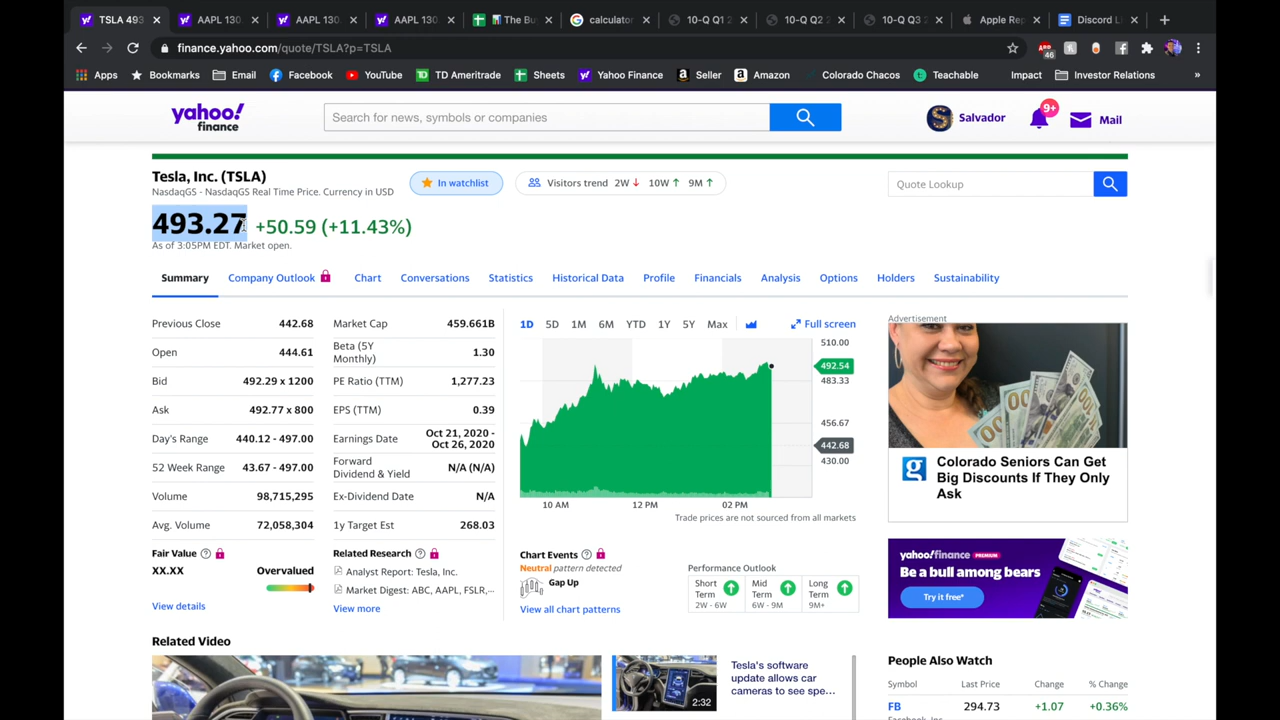 TSLA 493
AAPL 130.
AAPL 130.
AAPL 130.
The Bu
calculator
10-Q Q1 2
10-Q Q2 2
10-Q Q3 2
Apple Rep
Discord Li
finance.yahoo.com/quote/TSLA?p=TSLA
46
Apps
Bookmarks
Email
Facebook
YouTube
TD Ameritrade
Sheets
Yahoo Finance
Seller
Amazon
Colorado Chacos
Teachable
Impact
Investor Relations
»
yahoo!
finance
Search for news, symbols or companies
Salvador
9+
Mail
Tesla, Inc. (TSLA)
NasdaqGS - NasdaqGS Real Time Price. Currency in USD
In watchlist
Visitors trend 2W↓ 10W↑ 9M↑
Quote Lookup
493.27 +50.59 (+11.43%)
As of 3:05PM EDT. Market open.
Summary
Company Outlook
Chart
Conversations
Statistics
Historical Data
Profile
Financials
Analysis
Options
Holders
Sustainability
Previous Close 442.68
Open 444.61
Bid 492.29 x 1200
Ask 492.77 x 800
Day's Range 440.12 - 497.00
52 Week Range 43.67 - 497.00
Volume 98,715,295
Avg. Volume 72,058,304
Market Cap 459.661B
Beta (5Y
Monthly) 1.30
PE Ratio (TTM) 1,277.23
EPS (TTM) 0.39
Earnings Date Oct 21, 2020 -
Oct 26, 2020
Forward
Dividend & Yield N/A (N/A)
Ex-Dividend Date N/A
1y Target Est 268.03
Fair Value
XX.XX Overvalued
View details
Related Research
Analyst Report: Tesla, Inc.
Market Digest: ABC, AAPL, FSLR,...
View more
1D 5D 1M 6M YTD 1Y 5Y Max
Full screen
510.00
492.54
483.33
456.67
442.68
430.00
10 AM 12 PM 02 PM
Trade prices are not sourced from all markets
Chart Events
Neutral pattern detected
Gap Up
View all chart patterns
Performance Outlook
Short
Term
2W - 6W
Mid
Term
6W - 9M
Long
Term
9M+
Advertisement
Colorado Seniors Can Get
Big Discounts If They Only
Ask
yahoo!finance PREMIUM
Be a bull among bears
Try it free*
Related Video
Tesla's software
update allows car
cameras to see spe...
2:32
People Also Watch
Symbol Last Price Change % Change
FB 294.73 +1.07 +0.36%